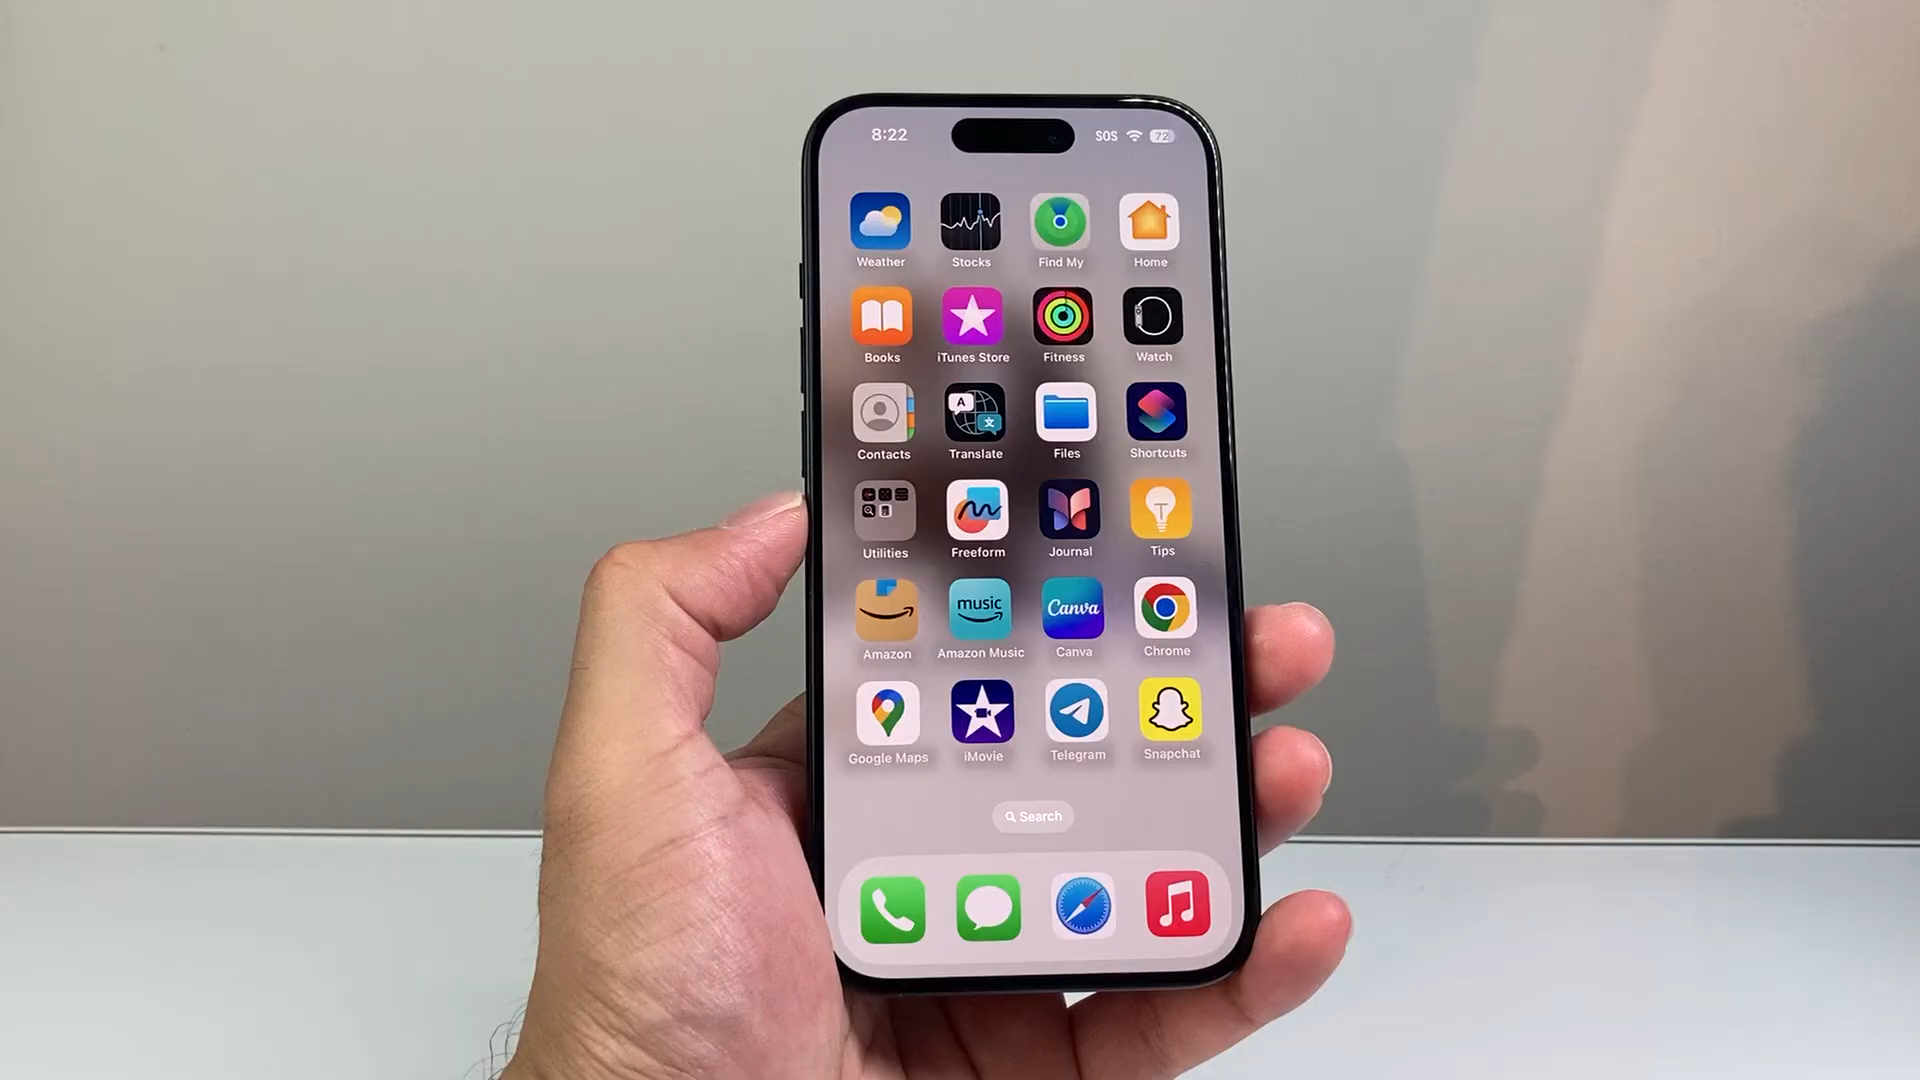 8:22 SOS 72
Weather Stocks Find My Home
Books iTunes Store Fitness Watch
A 文
Contacts Translate Files Shortcuts
Utilities Freeform Journal Tips
music Canva
Amazon Amazon Music Canva Chrome
Google Maps iMovie Telegram Snapchat
Search